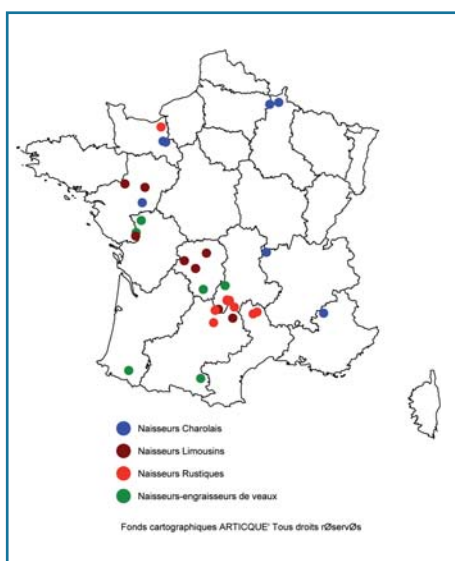 Naisseurs Charolais
Naisseurs Limousins
Naisseurs Rustiques
Naisseurs-engraisseurs de veaux
Fonds cartographiques ARTICQUE' Tous droits rØservØs